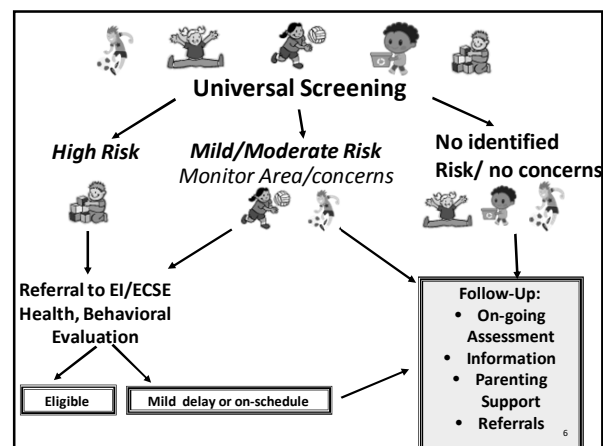 Universal Screening
High Risk
Mild/Moderate Risk
Monitor Area/concerns
No identified
Risk/ no concerns
Referral to EI/ECSE
Health, Behavioral
Evaluation
Eligible
Mild delay or on-schedule
Follow-Up:
• On-going
Assessment
• Information
• Parenting
Support
• Referrals
6